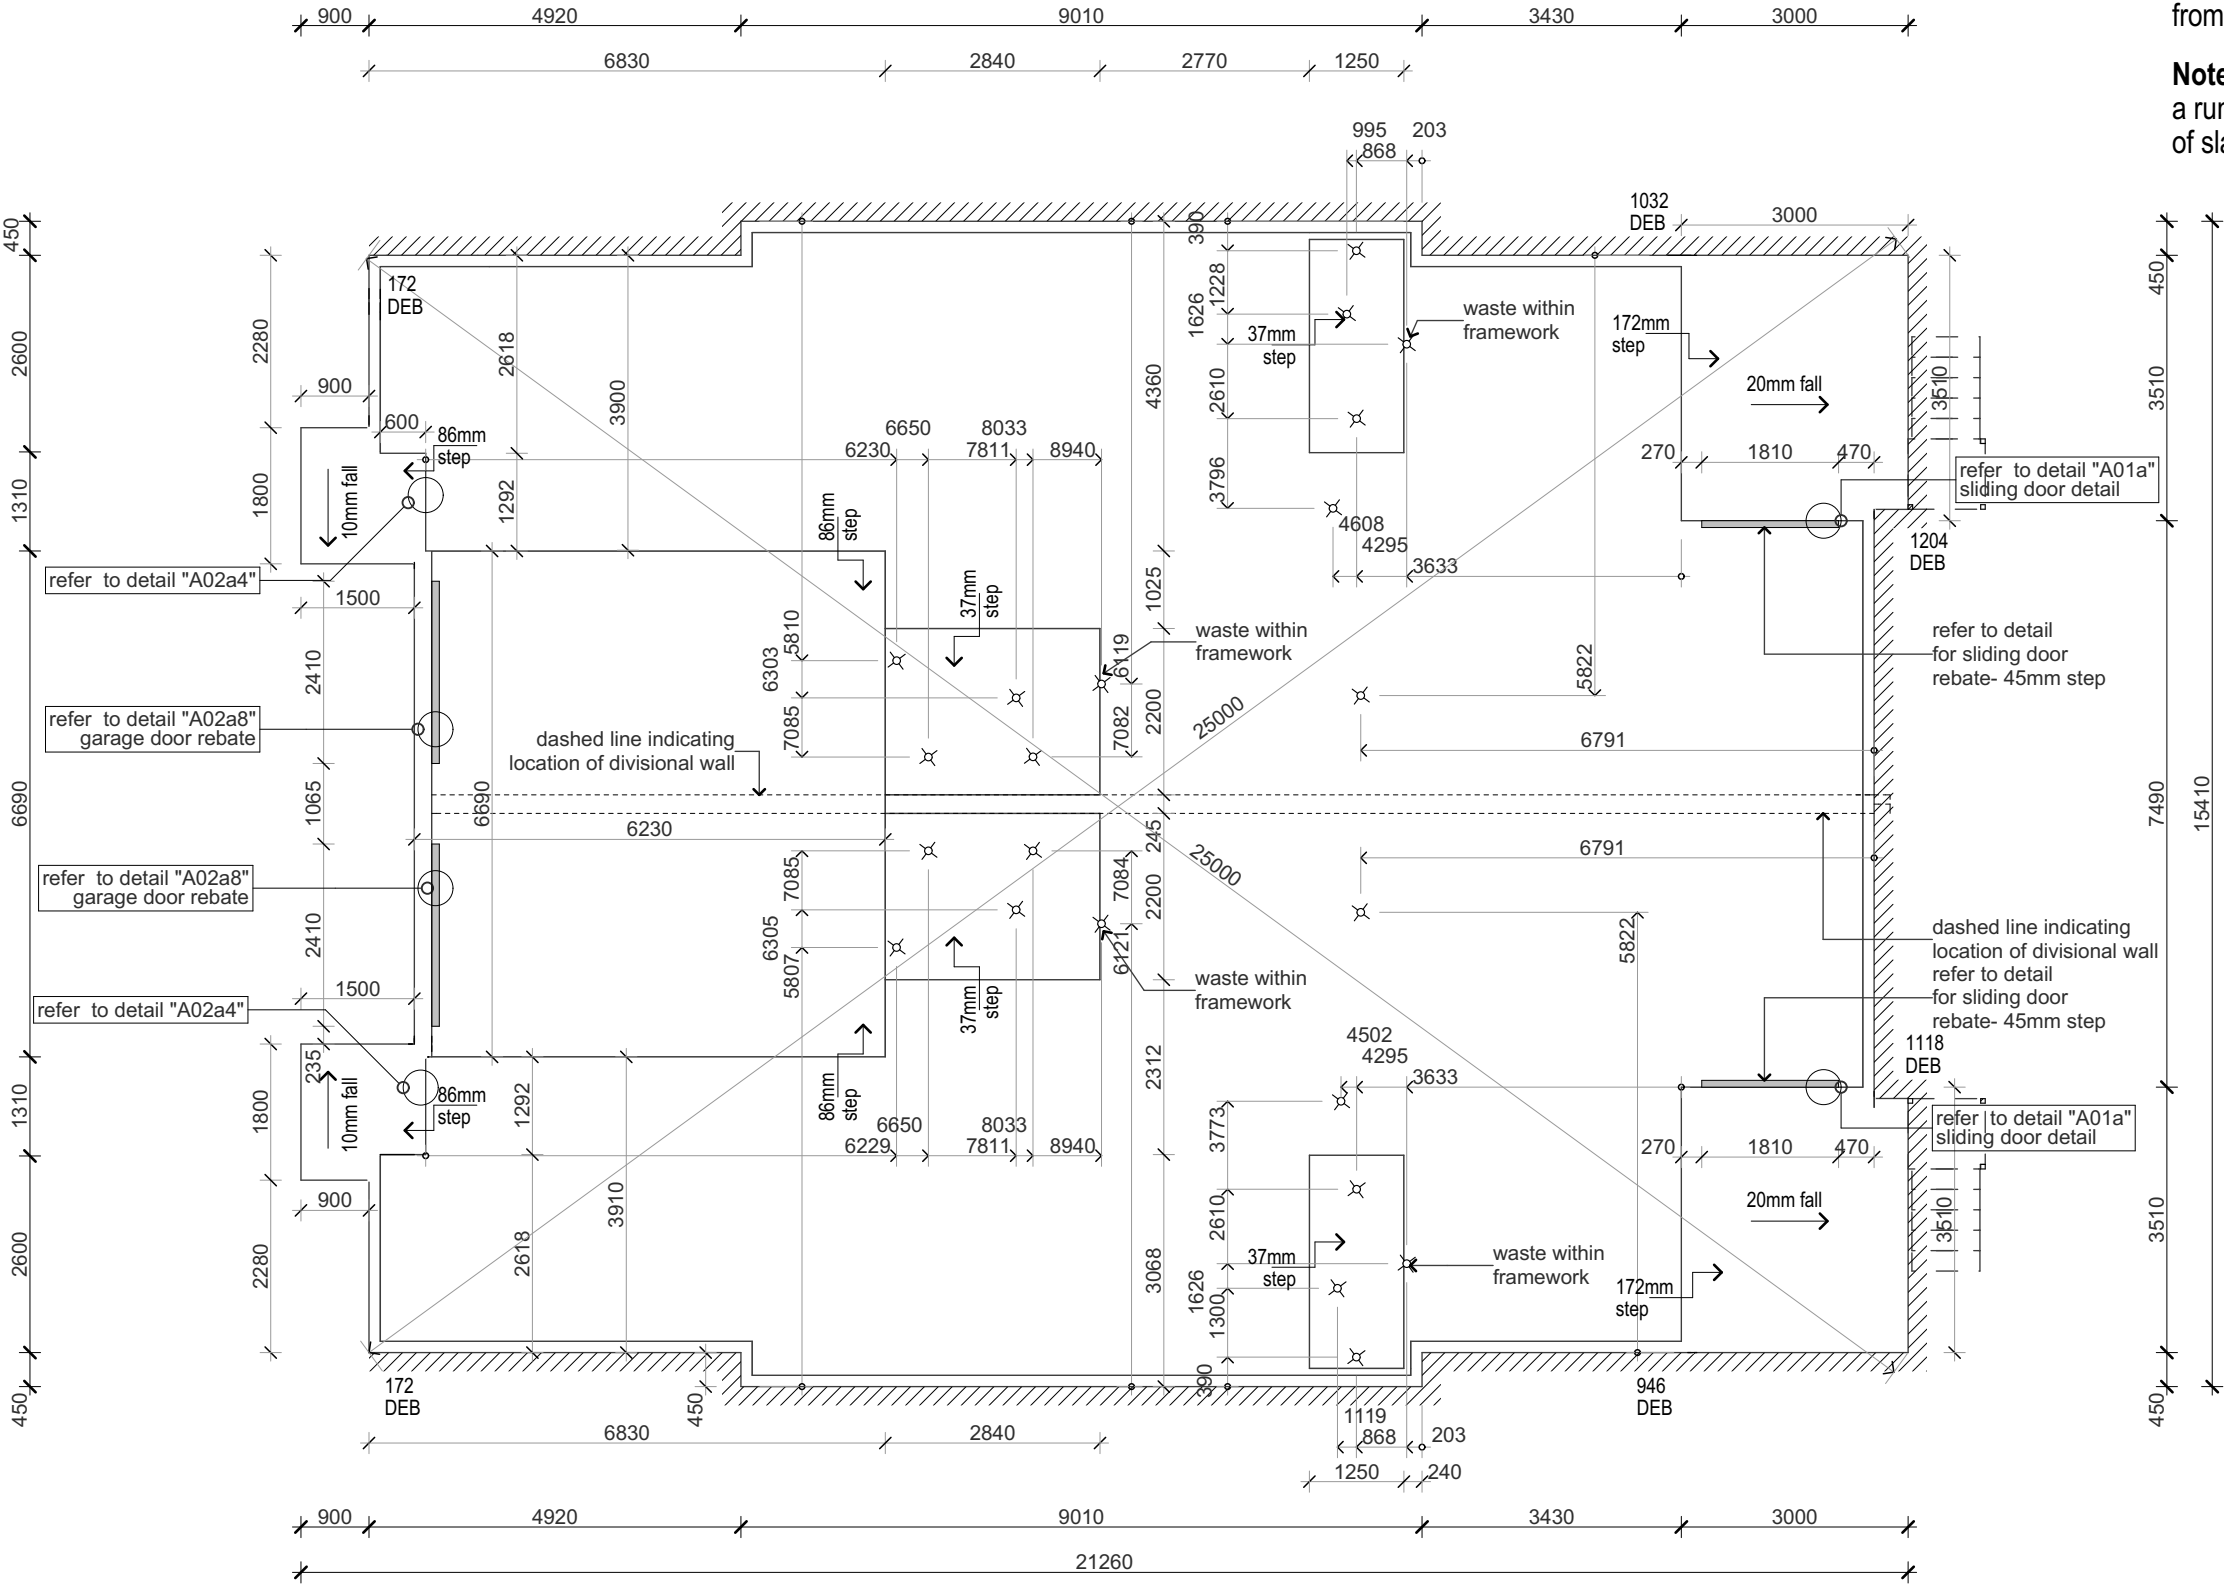 900
4920
9010
3430
3000
from
6830
2840
2770
1250
Note
a run
of sla
995
203
868
1032
DEB
3000
450
390
450
172
DEB
1228
1626
waste within
framework
37mm
step
172mm
step
2280
2600
2618
3900
4360
2610
20mm fall
3510
3510
15410
900
600
86mm
step
6650
8033
6230
7811
8940
270
1810
470
refer to detail "A01a"
sliding door detail
3796
1310
1800
10mm fall
1292
86mm
step
4608
4295
3633
1204
DEB
refer to detail "A02a4"
1500
1025
37mm
step
5810
6303
7085
6119
waste within
framework
7082
2200
5822
refer to detail
for sliding door
rebate- 45mm step
2410
refer to detail "A02a8"
garage door rebate
dashed line indicating
location of divisional wall
25000
6791
6690
1065
6690
6230
245
7490
25000
6791
refer to detail "A02a8"
garage door rebate
2410
7085
6305
5807
7084
2200
6121
37mm
step
waste within
framework
5822
dashed line indicating
location of divisional wall
refer to detail
for sliding door
rebate- 45mm step
1500
refer to detail "A02a4"
235
1310
1800
10mm fall
86mm
step
1292
86mm
step
2312
4502
4295
3633
1118
DEB
6650
8033
6229
7811
8940
3773
270
1810
470
refer to detail "A01a"
sliding door detail
900
2600
2280
2618
3910
3068
2610
37mm
step
1626
1300
waste within
framework
20mm fall
172mm
step
3510
3510
450
172
DEB
450
390
946
DEB
450
6830
2840
1119
868
203
1250
240
900
4920
9010
3430
3000
21260